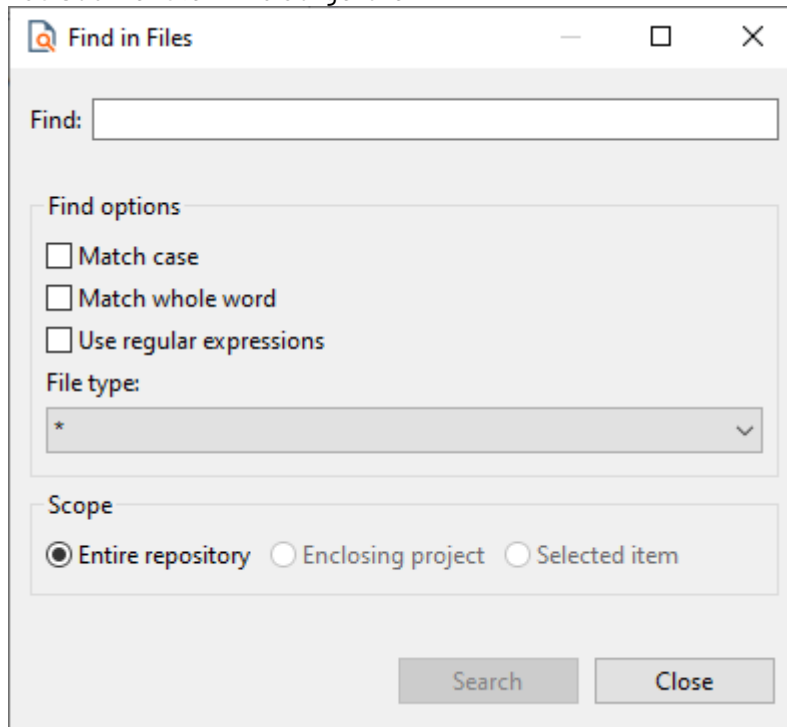 Find in Files
Find:
Find options
Match case
Match whole word
Use regular expressions
File type:
*
Scope
Entire repository Enclosing project Selected item
Search Close